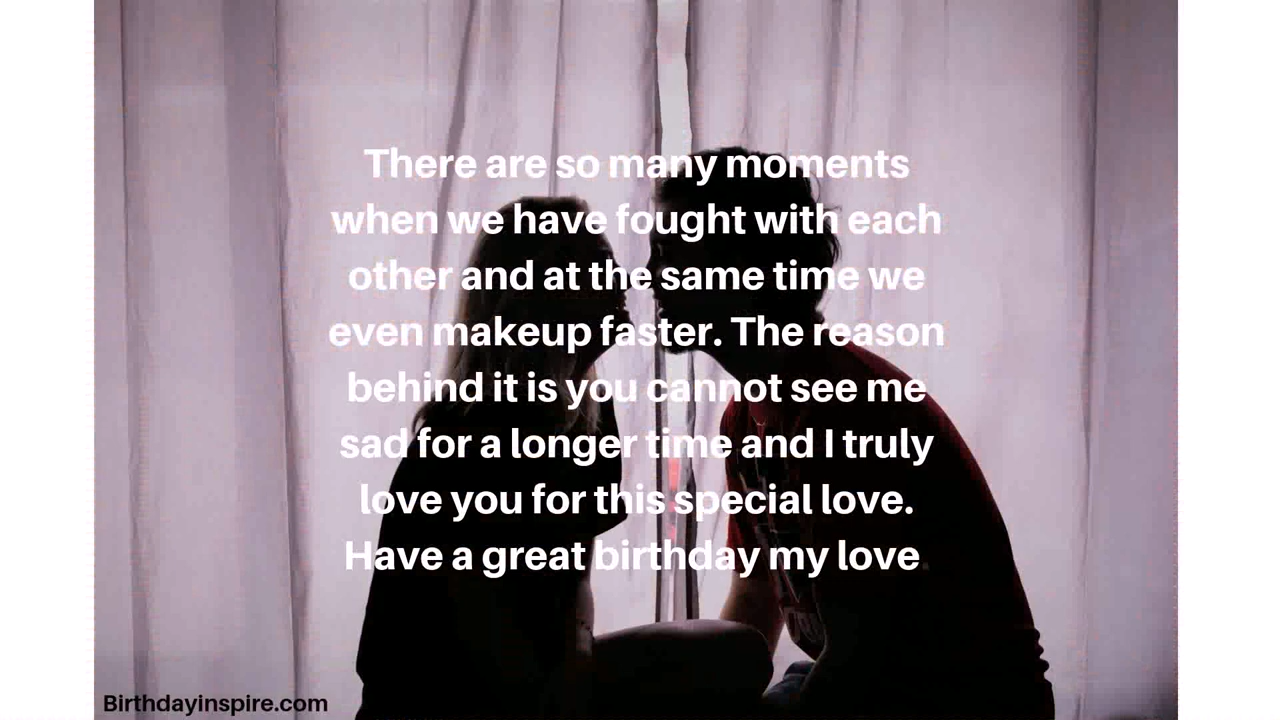 There are so many moments
when we have fought with each
other and at the same time we
even makeup faster. The reason
behind it is you cannot see me
sad for a longer time and I truly
love you for this special love.
Have a great birthday my love
Birthdayinspire.com